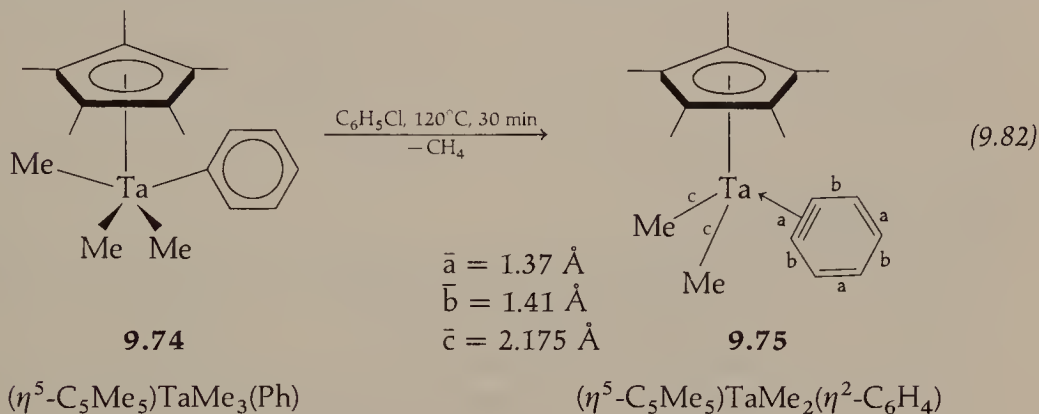 C₆H₅Cl, 120°C, 30 min
−CH₄
(9.82)
Me
Ta
Me
Me
Ta
Me
Me
c
c
a
b
a
b
a
b
ā = 1.37 Å
b̄ = 1.41 Å
c̄ = 2.175 Å
9.74
9.75
(η⁵-C₅Me₅)TaMe₃(Ph)
(η⁵-C₅Me₅)TaMe₂(η²-C₆H₄)